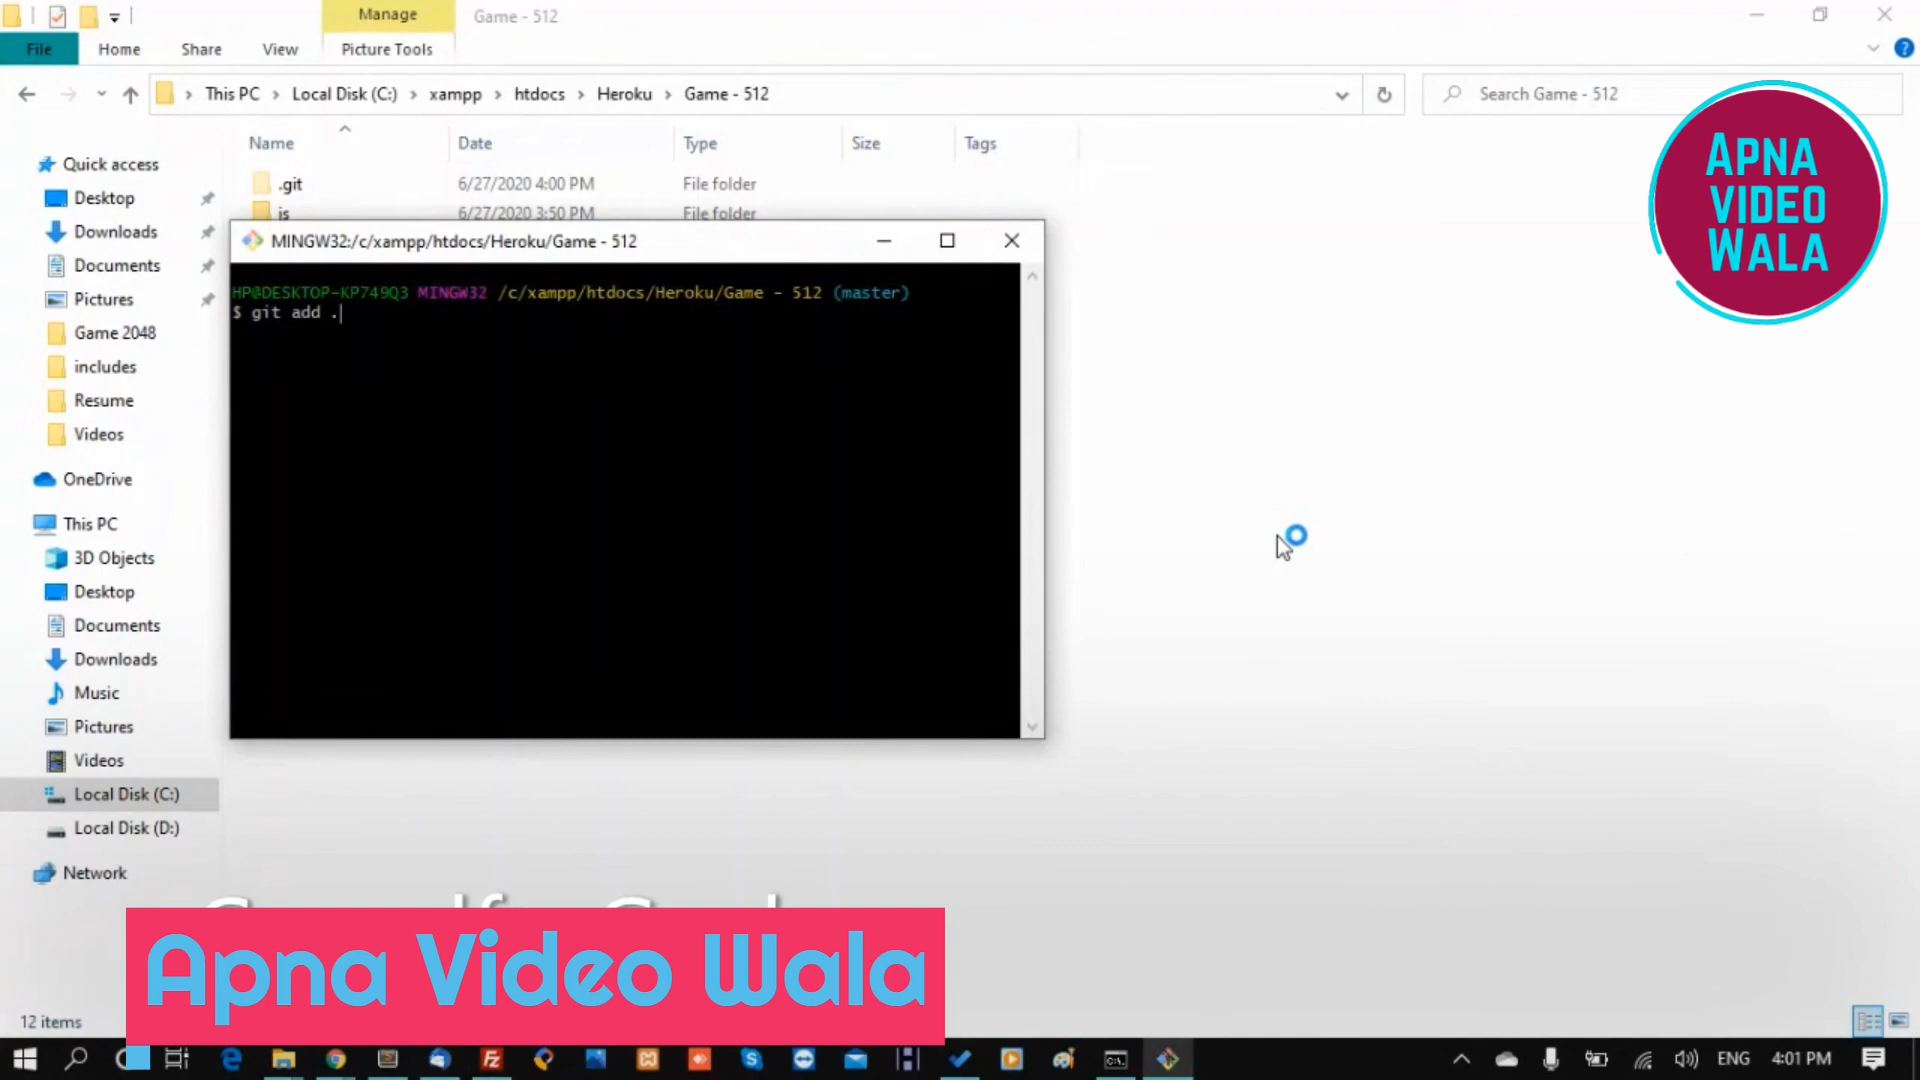 Manage
Game - 512
File
Home
Share
View
Picture Tools
This PC
Local Disk (C:)
xampp
htdocs
Heroku
Game - 512
Search Game - 512
Name
Date
Type
Size
Tags
.git
6/27/2020 4:00 PM
File folder
js
6/27/2020 3:50 PM
File folder
Quick access
Desktop
Downloads
Documents
Pictures
Game 2048
includes
Resume
Videos
OneDrive
This PC
3D Objects
Desktop
Documents
Downloads
Music
Pictures
Videos
Local Disk (C:)
Local Disk (D:)
Network
MINGW32:/c/xampp/htdocs/Heroku/Game - 512
HP@DESKTOP-KP749Q3 MINGW32 /c/xampp/htdocs/Heroku/Game - 512 (master)
$ git add .
APNA
VIDEO
WALA
Apna Video Wala
12 items
ENG
4:01 PM